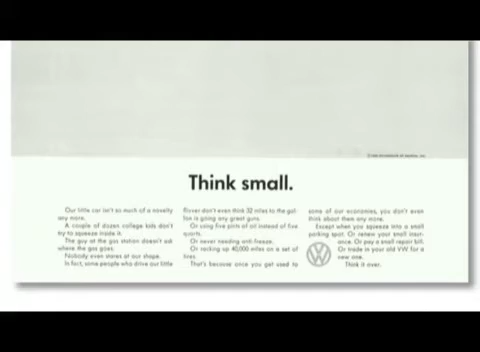 Think small.
Our little car isn't so much of a novelty
any more.
A couple of dozen college kids don't
try to squeeze inside it.
The guy at the gas station doesn't ask
where the gas goes.
Nobody even stares at our shape.
In fact, some people who drive our little
flivver don't even think 32 miles to the gal-
lon is going any great guns.
Or using five pints of oil instead of five
quarts.
Or never needing anti-freeze.
Or racking up 40,000 miles on a set of
tires.
That's because once you get used to
some of our economies, you don't even
think about them any more.
Except when you squeeze into a small
parking spot. Or renew your small insur-
ance. Or pay a small repair bill.
Or trade in your old VW for a
new one.
Think it over.
VW